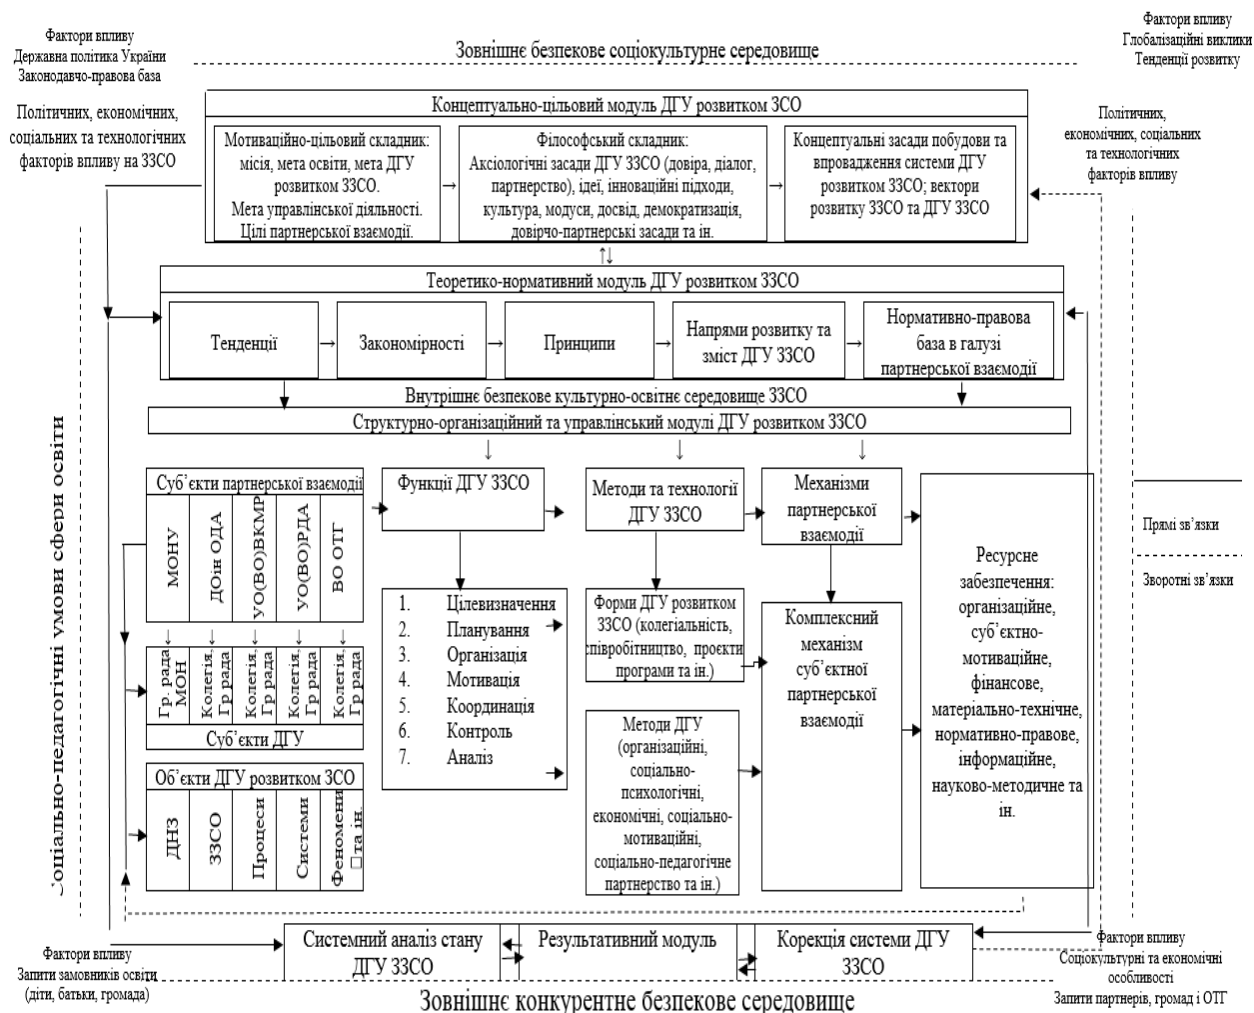 Фактори впливу
Державна політика України
Законодавчо-правова база
Зовнішнє безпекове соціокультурне середовище
Фактори впливу
Глобалізаційні виклики
Тенденції розвитку
Політичних, економічних,
соціальних та технологічних
факторів впливу на ЗЗСО
Політичних,
економічних, соціальних
та технологічних
факторів впливу
Концептуально-цільовий модуль ДГУ розвитком ЗСО
Мотиваційно-цільовий складник:
місія, мета освіти, мета ДГУ
розвитком ЗЗСО.
Мета управлінської діяльності.
Цілі партнерської взаємодії.
Філософський складник:
Аксіологічні засади ДГУ ЗЗСО (довіра, діалог,
партнерство), ідеї, інноваційні підходи,
культура, модуси, досвід, демократизація,
довірчо-партнерські засади та ін.
Концептуальні засади побудови та
впровадження системи ДГУ
розвитком ЗЗСО; вектори
розвитку ЗЗСО та ДГУ ЗЗСО
Теоретико-нормативний модуль ДГУ розвитком ЗЗСО
Тенденції
Закономірності
Принципи
Напрями розвитку та
зміст ДГУ ЗЗСО
Нормативно-правова
база в галузі
партнерської взаємодії
Внутрішнє безпекове культурно-освітнє середовище ЗЗСО
Структурно-організаційний та управлінський модулі ДГУ розвитком ЗЗСО
Соціально-педагогічні умови сфери освіти
Суб’єкти партнерської взаємодії
МОНУ
ДОін ОДА
УО(ВО)ВКМР
УО(ВО)РДА
ВО ОТГ
Гр рада
МОН
Колегія,
Гр рада
Колегія,
Гр рада
Колегія,
Гр рада
Колегія,
Гр рада
Суб’єкти ДГУ
Об’єкти ДГУ розвитком ЗСО
ДНЗ
ЗЗСО
Процеси
Системи
Феномени
та ін.
Функції ДГУ ЗЗСО
1. Цілевизначення
2. Планування
3. Організація
4. Мотивація
5. Координація
6. Контроль
7. Аналіз
Методи та технології
ДГУ ЗЗСО
Форми ДГУ розвитком
ЗСО (колегіальність,
співробітництво, проєкти
програми та ін.)
Методи ДГУ
(організаційні,
соціально-
психологічні,
економічні, соціально-
мотиваційні,
соціально-педагогічне
партнерство та ін.)
Механізми
партнерської
взаємодії
Комплексний
механізм
суб’єктної
партнерської
взаємодії
Ресурсне
забезпечення:
організаційне,
суб’єктно-
мотиваційне,
фінансове,
матеріально-технічне,
нормативно-правове,
інформаційне,
науково-методичне та
ін.
Прямі зв’язки
Зворотні зв’язки
Фактори впливу
Запити замовників освіти
(діти, батьки, громада)
Системний аналіз стану
ДГУ ЗЗСО
Результативний модуль
Корекція системи ДГУ
ЗЗСО
Фактори впливу
Соціокультурні та економічні
особливості
Запити партнерів, громад і ОТГ
Зовнішнє конкурентне безпекове середовище